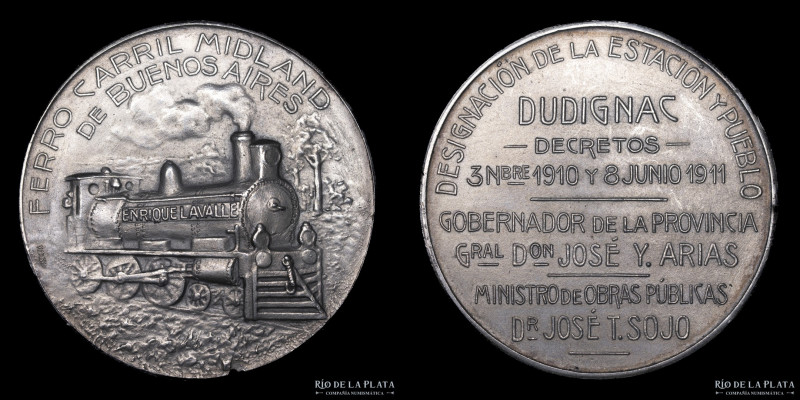 FERRO CARRIL MIDLAND
DE BUENOS AIRES
ENRIQUE LAVALLE
DESIGNACIÓN DE LA ESTACION Y PUEBLO
DUDIGNAC
— DECRETOS —
3 NBRE 1910 Y 8 JUNIO 1911
GOBERNADOR DE LA PROVINCIA
GRAL DON JOSÉ Y. ARIAS
MINISTRO DE OBRAS PÚBLICAS
DR JOSÉ T. SOJO
RÍO DE LA PLATA
COMPAÑÍA NUMISMÁTICA
RÍO DE LA PLATA
COMPAÑÍA NUMISMÁTICA